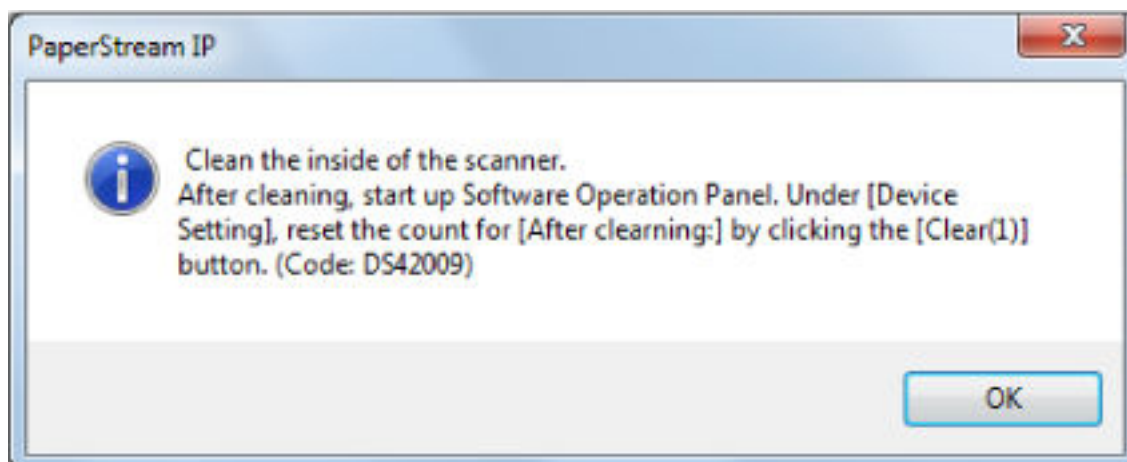 PaperStream IP
Clean the inside of the scanner.
After cleaning, start up Software Operation Panel. Under [Device
Setting], reset the count for [After clearning:] by clicking the [Clear(1)]
button. (Code: DS42009)
OK